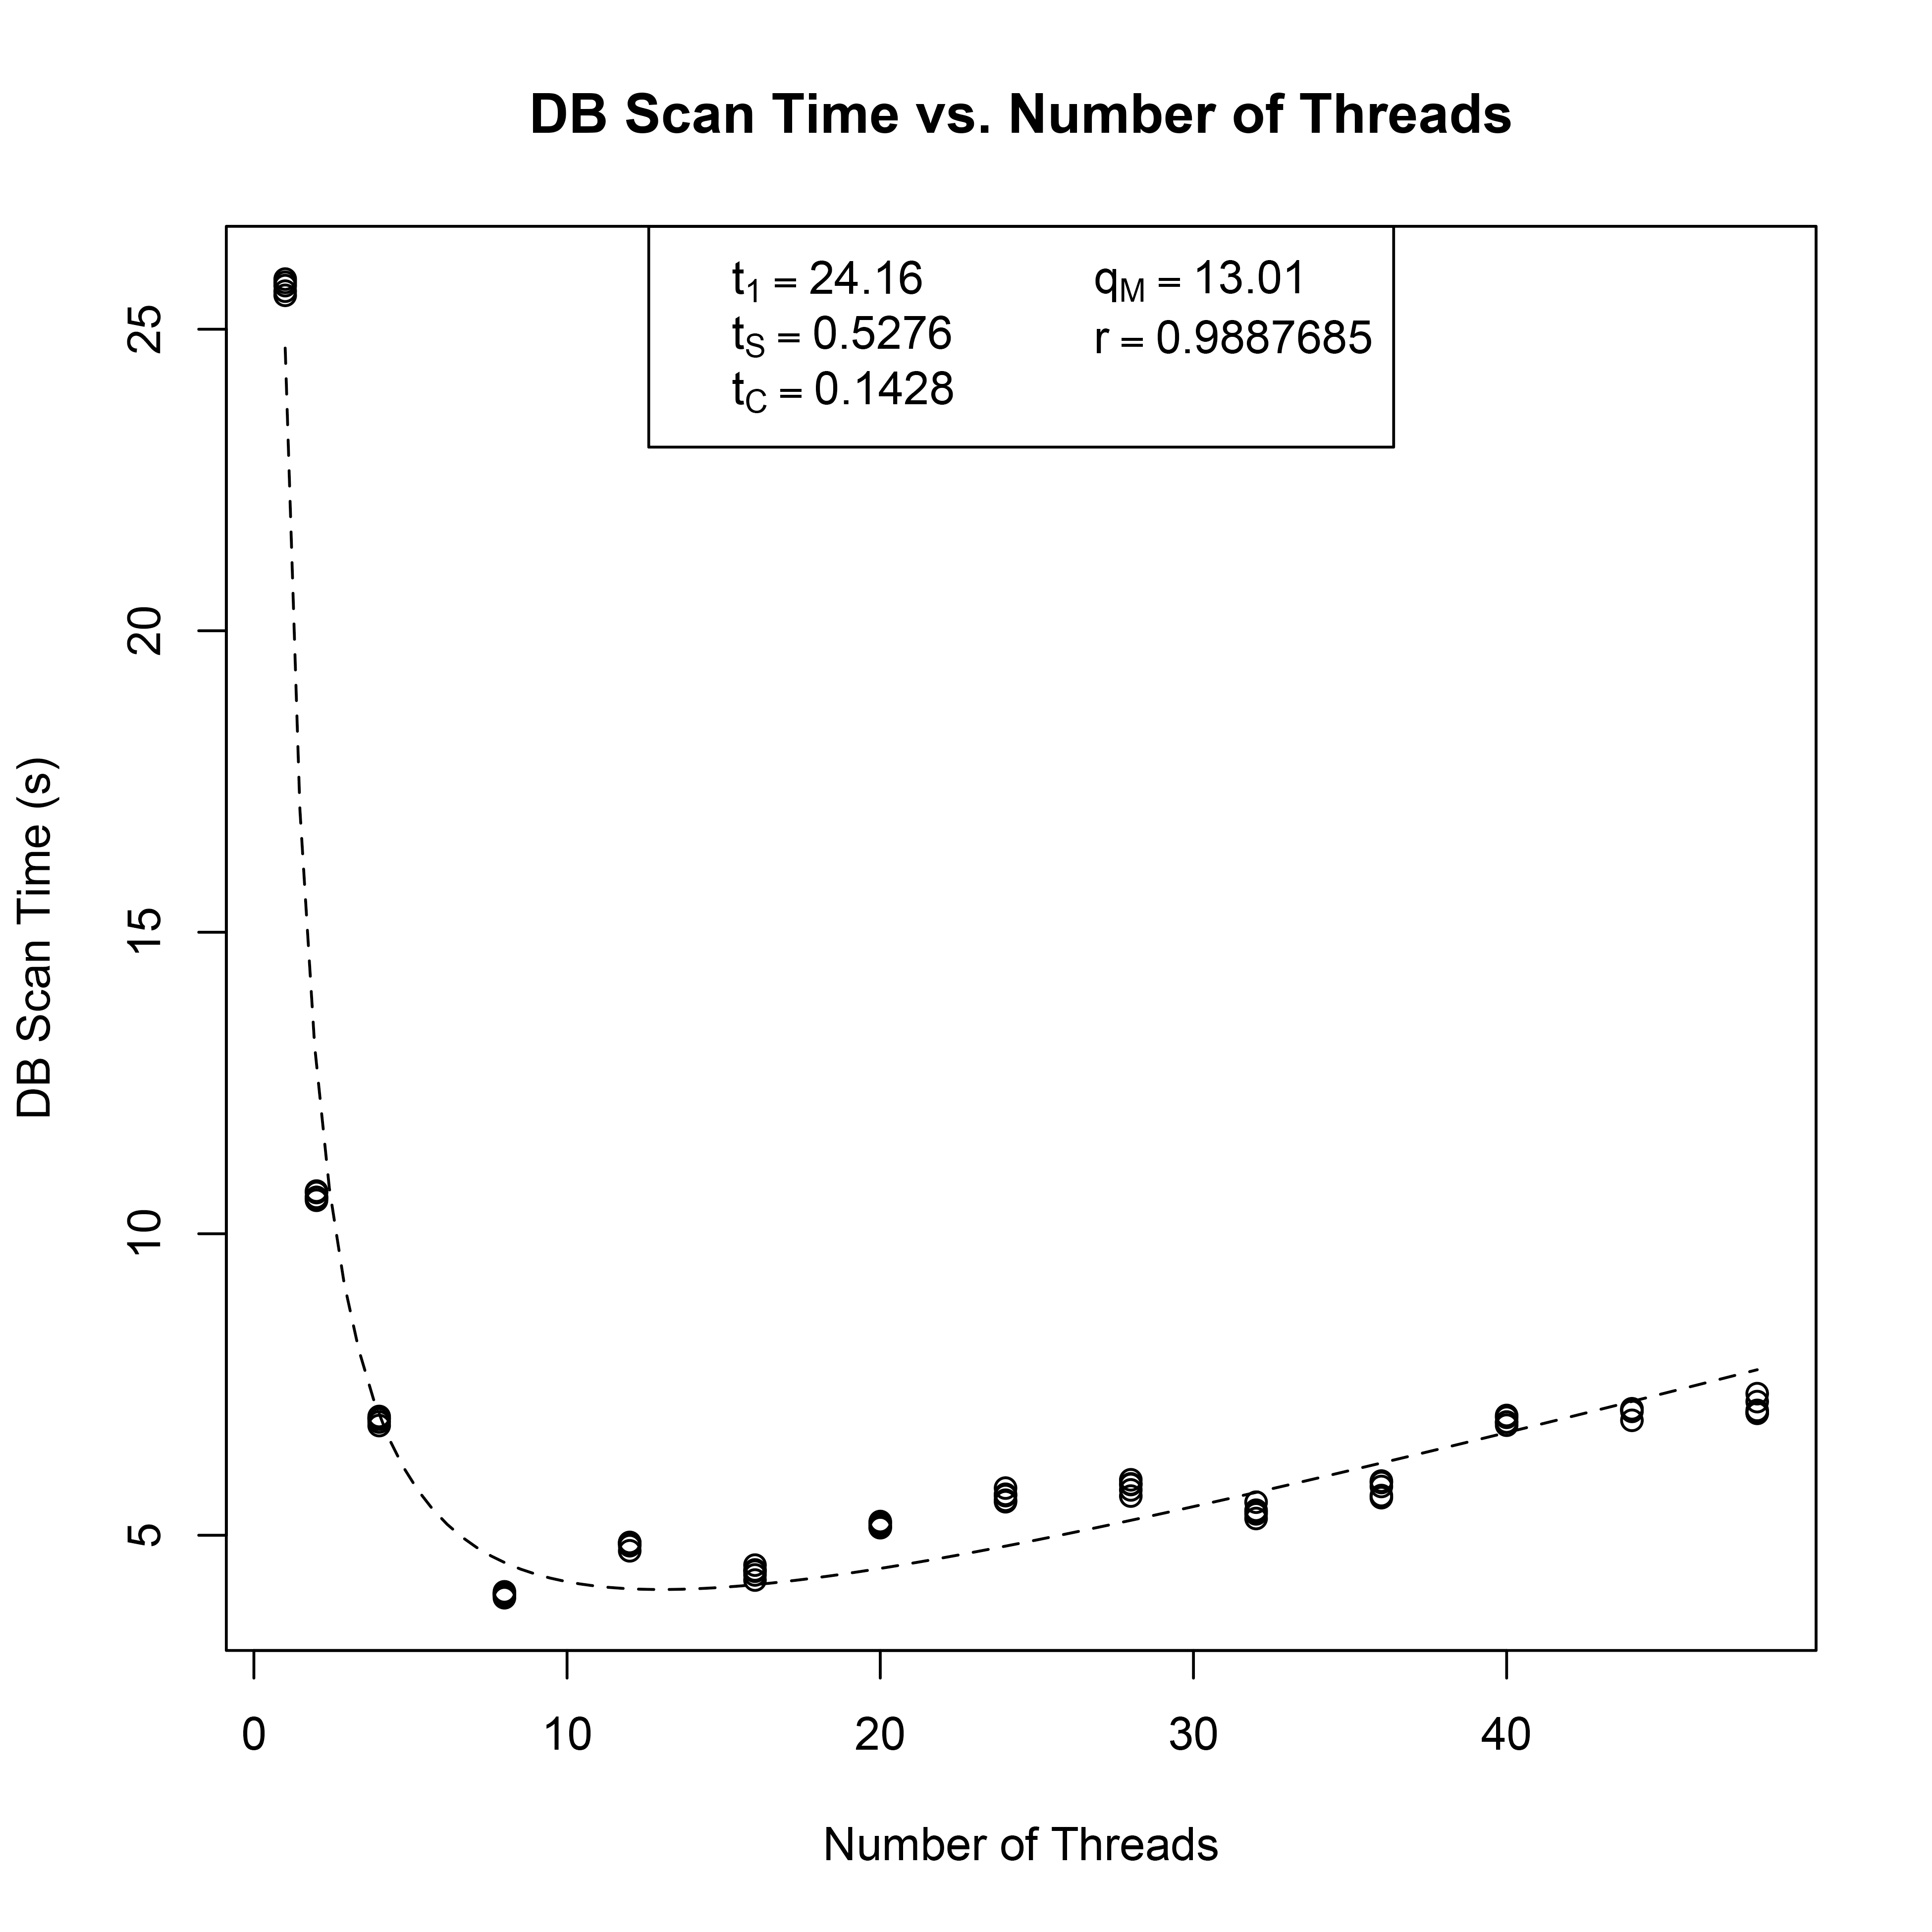 DB Scan Time vs. Number of Threads
t1 = 24.16
tS = 0.5276
tC = 0.1428
qM = 13.01
r = 0.9887685
DB Scan Time (s)
25
20
15
10
5
0 10 20 30 40
Number of Threads